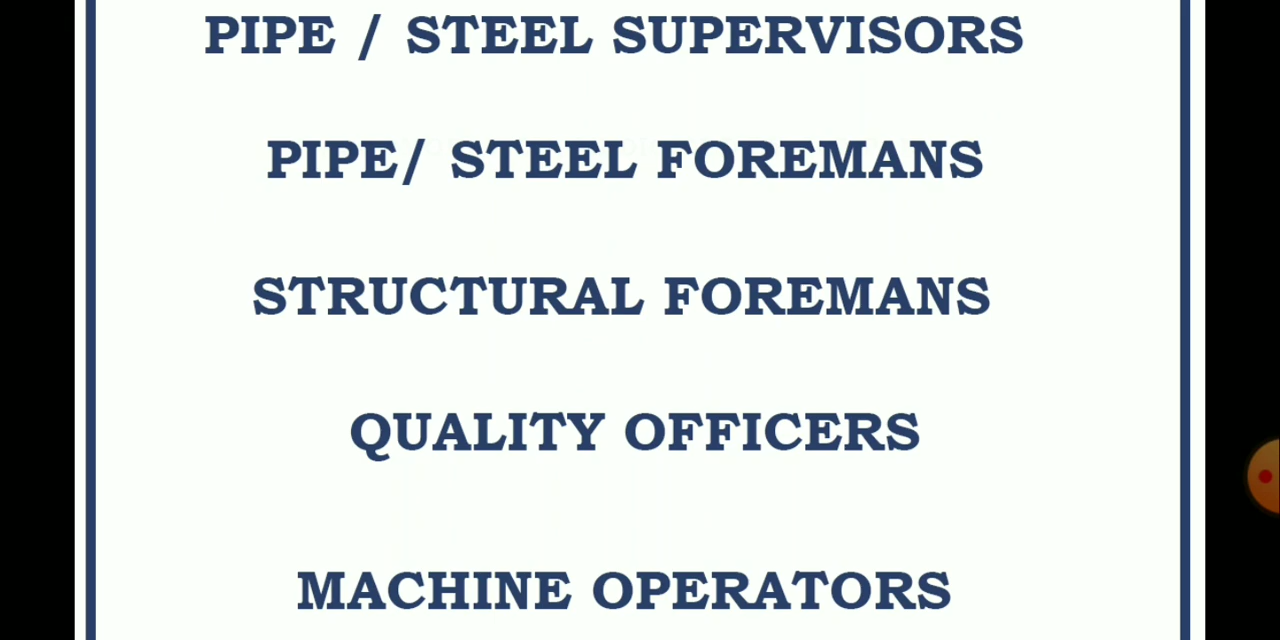 PIPE / STEEL SUPERVISORS
PIPE/ STEEL FOREMANS
STRUCTURAL FOREMANS
QUALITY OFFICERS
MACHINE OPERATORS